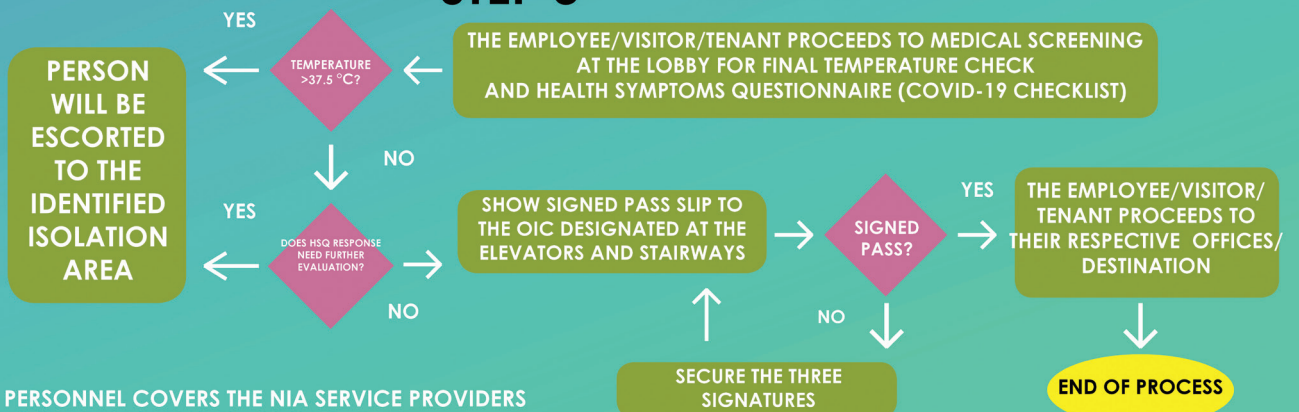 YES
TEMPERATURE
>37.5 °C?
THE EMPLOYEE/VISITOR/TENANT PROCEEDS TO MEDICAL SCREENING
AT THE LOBBY FOR FINAL TEMPERATURE CHECK
AND HEALTH SYMPTOMS QUESTIONNAIRE (COVID-19 CHECKLIST)
PERSON
WILL BE
ESCORTED
TO THE
IDENTIFIED
ISOLATION
AREA
NO
YES
DOES HSQ RESPONSE
NEED FURTHER
EVALUATION?
NO
SHOW SIGNED PASS SLIP TO
THE OIC DESIGNATED AT THE
ELEVATORS AND STAIRWAYS
SIGNED
PASS?
YES
THE EMPLOYEE/VISITOR/
TENANT PROCEEDS TO
THEIR RESPECTIVE OFFICES/
DESTINATION
NO
SECURE THE THREE
SIGNATURES
END OF PROCESS
PERSONNEL COVERS THE NIA SERVICE PROVIDERS